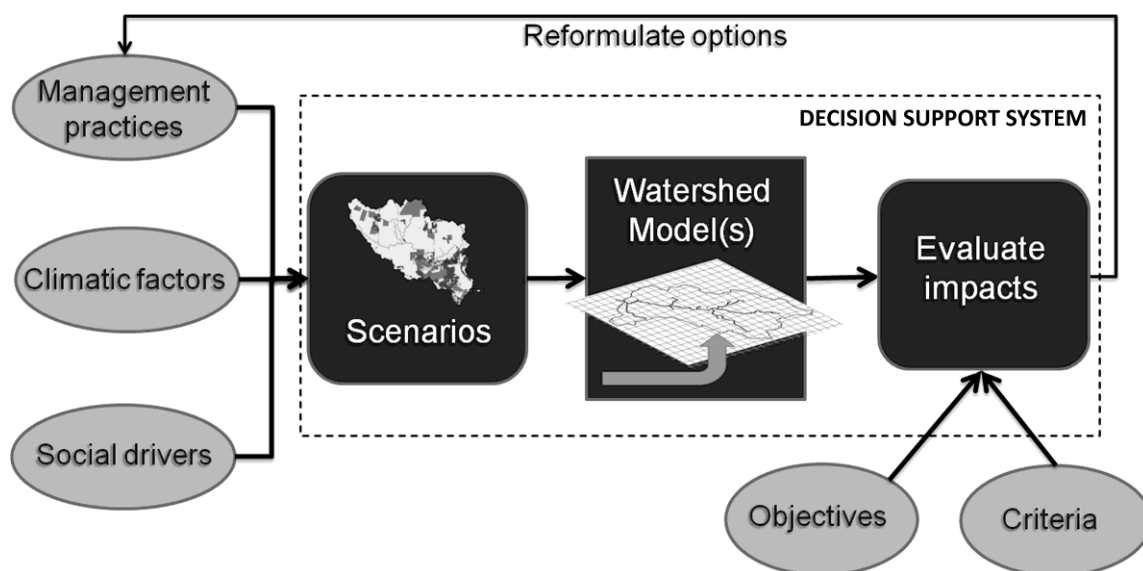 Reformulate options
Management
practices
DECISION SUPPORT SYSTEM
Watershed
Model(s)
Evaluate
impacts
Climatic factors
Scenarios
Social drivers
Objectives
Criteria